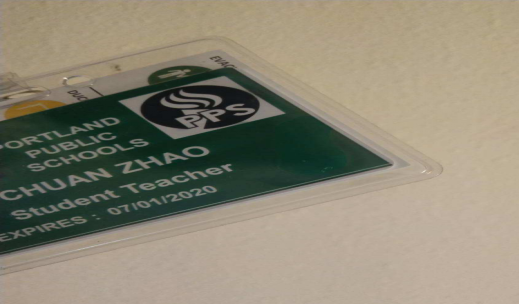 PORTLAND
PUBLIC
SCHOOLS
PPS
CHUAN ZHAO
Student Teacher
EXPIRES : 07/01/2020